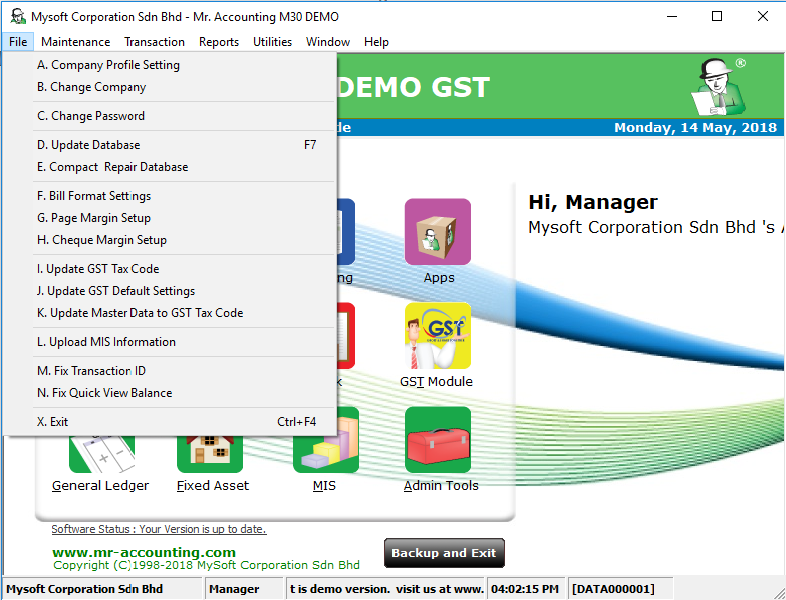 Mysoft Corporation Sdn Bhd - Mr. Accounting M30 DEMO
File Maintenance Transaction Reports Utilities Window Help
A. Company Profile Setting
B. Change Company
C. Change Password
D. Update Database F7
E. Compact Repair Database
F. Bill Format Settings
G. Page Margin Setup
H. Cheque Margin Setup
I. Update GST Tax Code
J. Update GST Default Settings
K. Update Master Data to GST Tax Code
L. Upload MIS Information
M. Fix Transaction ID
N. Fix Quick View Balance
X. Exit Ctrl+F4
DEMO GST
®
de
Monday, 14 May, 2018
Hi, Manager
Mysoft Corporation Sdn Bhd 's A
ng
Apps
GST
k
GST Module
General Ledger
Fixed Asset
MIS
Admin Tools
Software Status : Your Version is up to date.
www.mr-accounting.com
Copyright (C)1998-2018 MySoft Corporation Sdn Bhd
Backup and Exit
Mysoft Corporation Sdn Bhd Manager t is demo version. visit us at www. 04:02:15 PM [DATA000001]